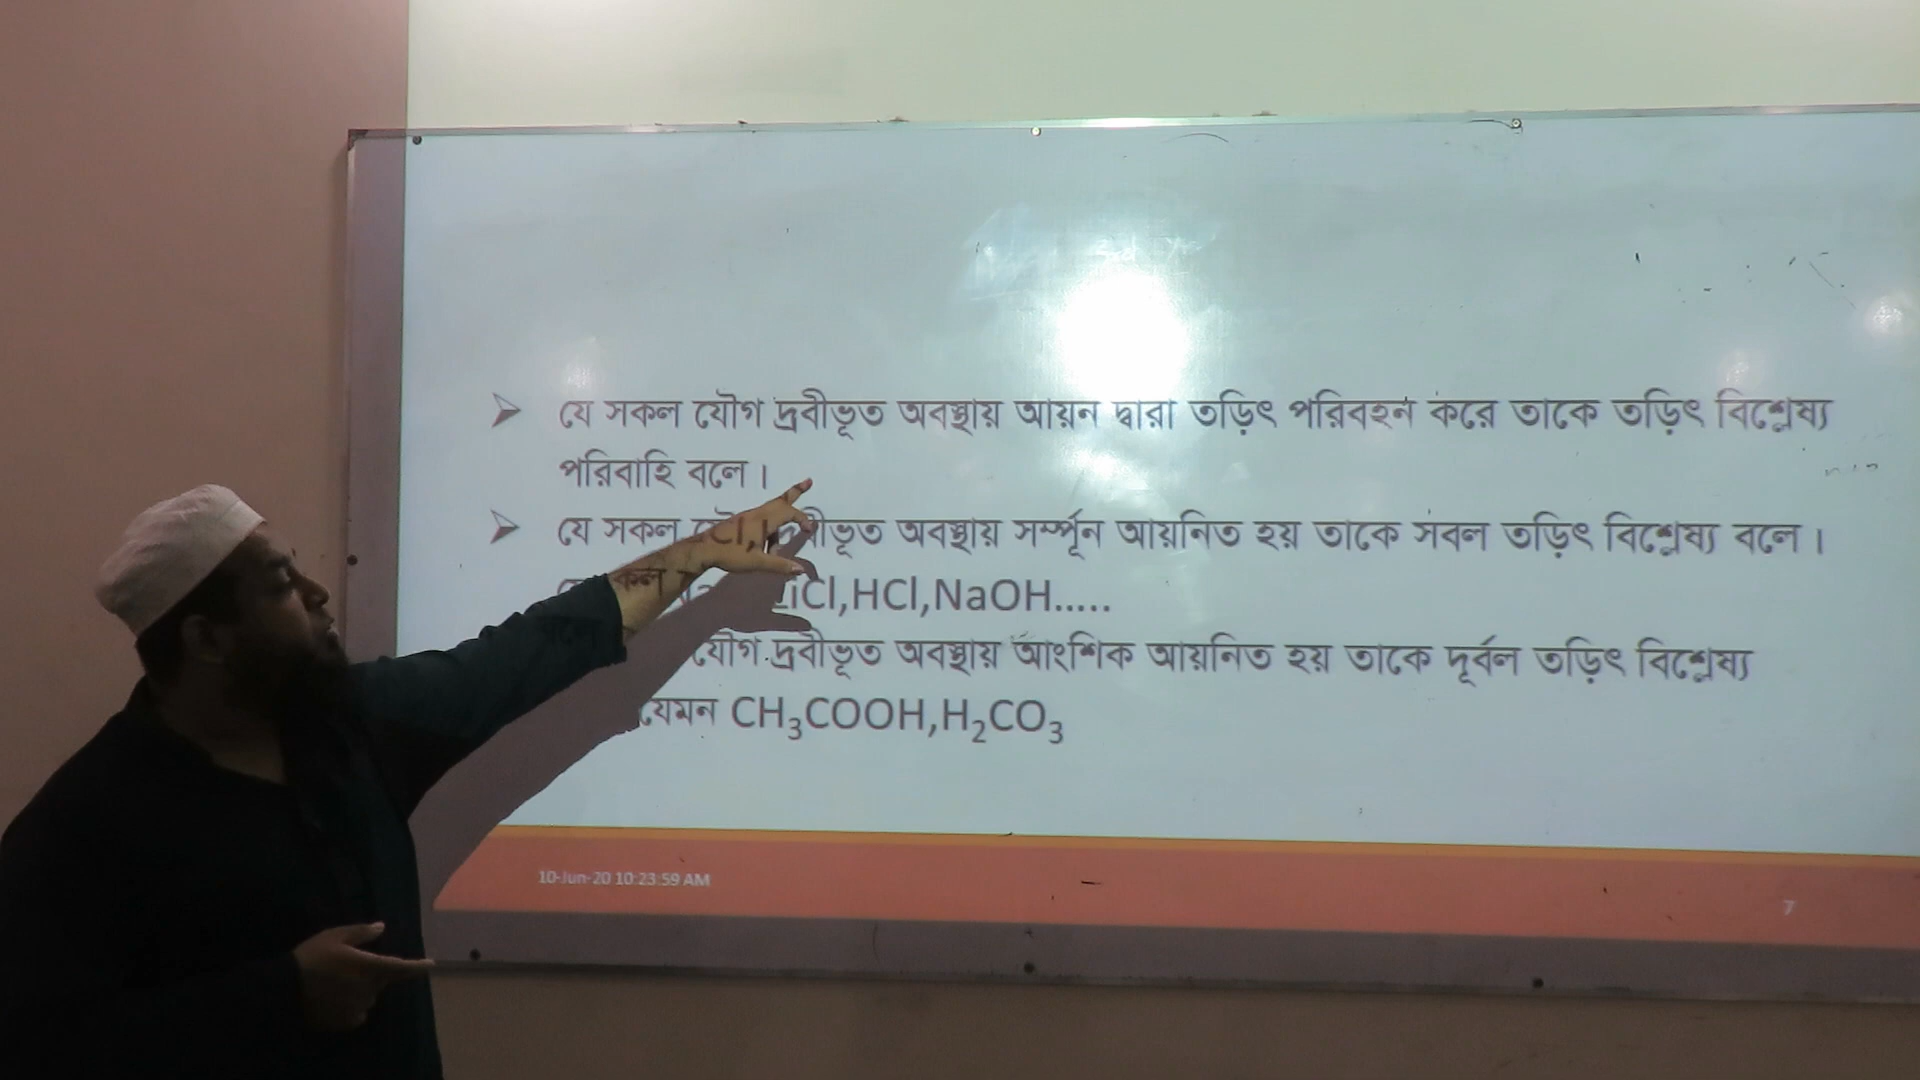 ➢ যে সকল যৌগ দ্রবীভূত অবস্থায় আয়ন দ্বারা তড়িৎ পরিবহন করে তাকে তড়িৎ বিশ্লেষ্য
পরিবাহি বলে ।
➢ যে সকল দ্রবীভূত অবস্থায় সর্ম্পূন আয়নিত হয় তাকে সবল তড়িৎ বিশ্লেষ্য বলে ।
LiCl,HCl,NaOH.....
যৌগ দ্রবীভূত অবস্থায় আংশিক আয়নিত হয় তাকে দূর্বল তড়িৎ বিশ্লেষ্য
যেমন CH₃COOH,H₂CO₃
10-Jun-20 10:23:59 AM
7